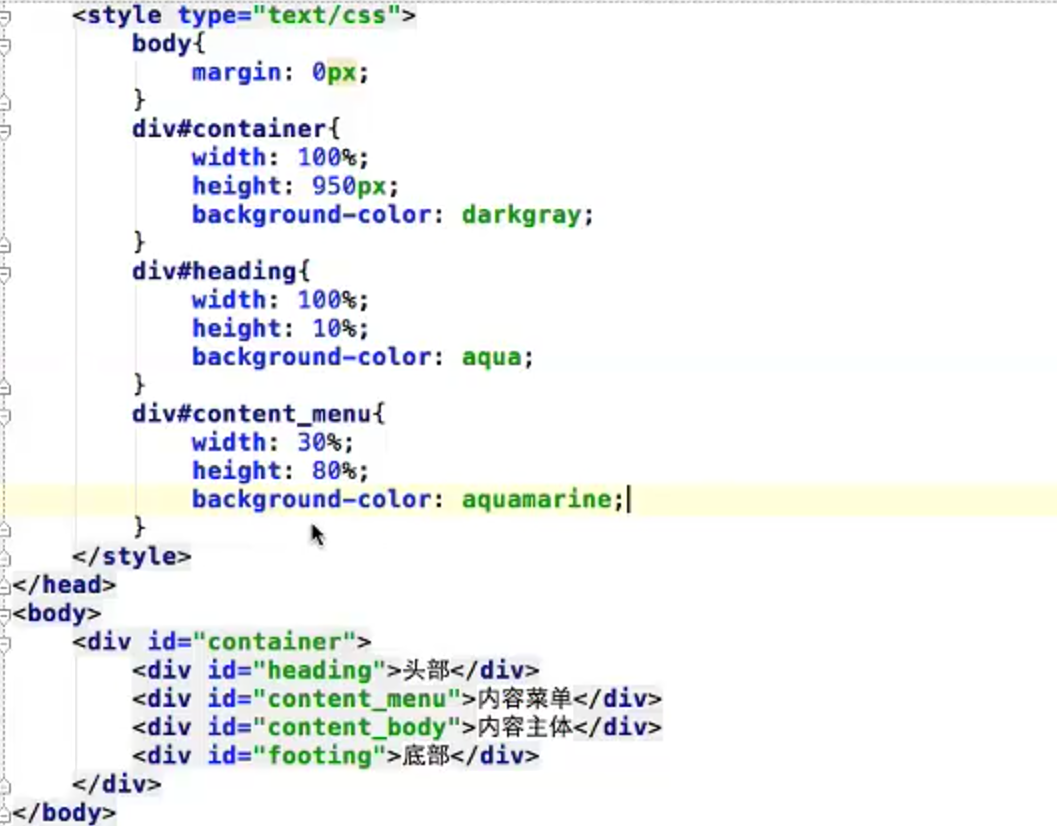 <style type="text/css">
body{
margin: 0px;
}
div#container{
width: 100%;
height: 950px;
background-color: darkgray;
}
div#heading{
width: 100%;
height: 10%;
background-color: aqua;
}
div#content_menu{
width: 30%;
height: 80%;
background-color: aquamarine;
}
</style>
</head>
<body>
<div id="container">
<div id="heading">头部</div>
<div id="content_menu">内容菜单</div>
<div id="content_body">内容主体</div>
<div id="footing">底部</div>
</div>
</body>